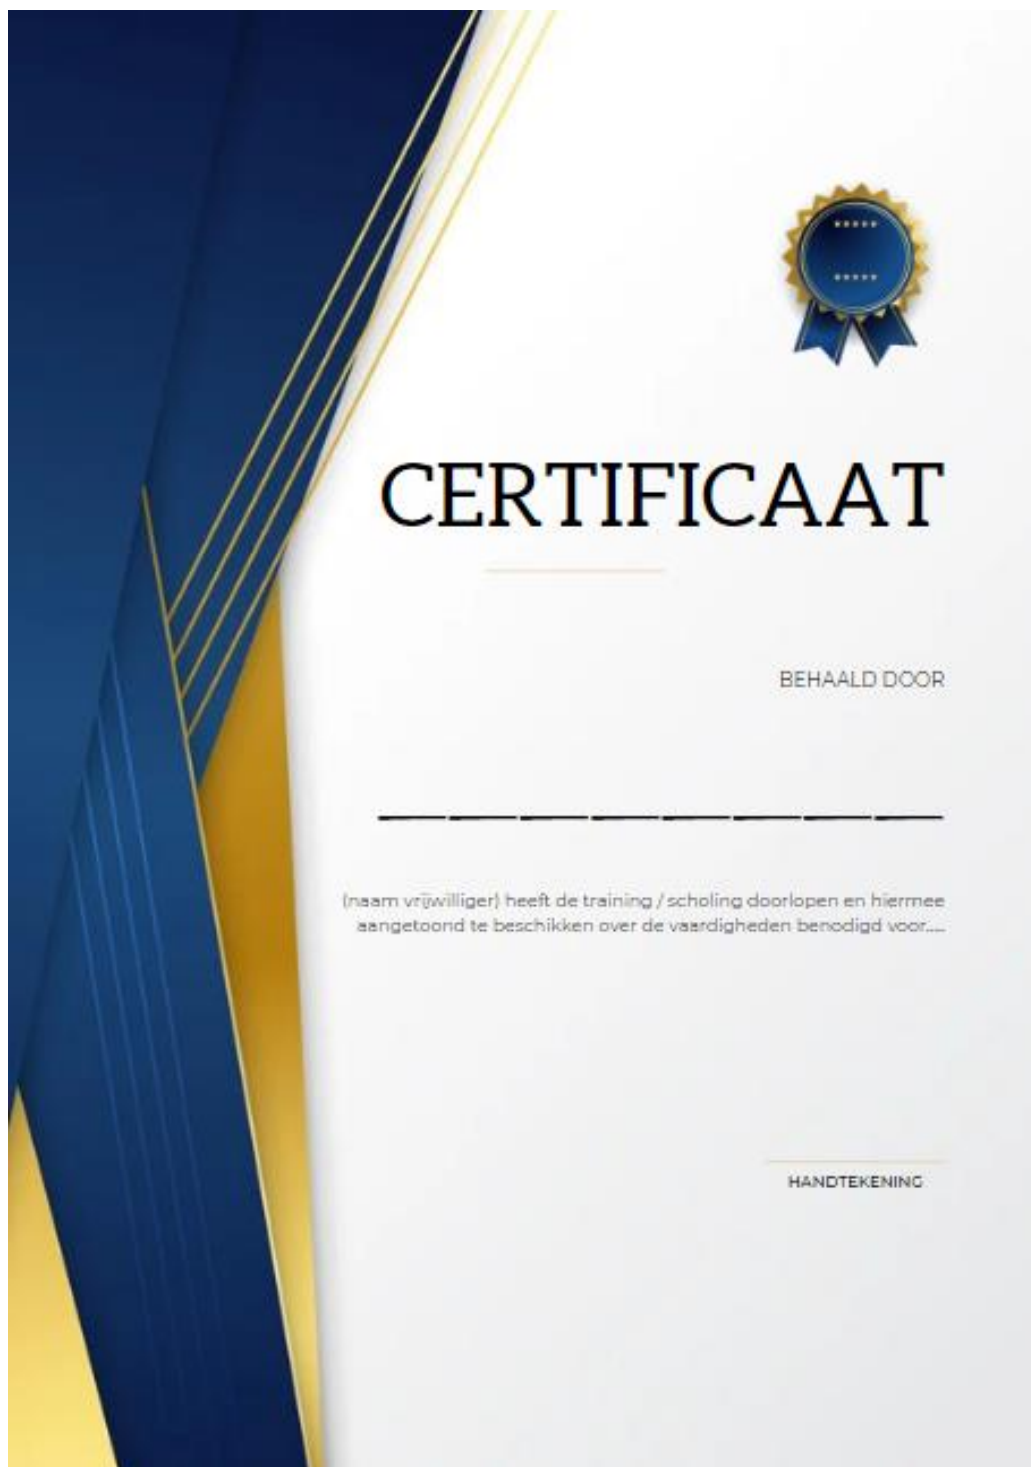 CERTIFICAAT
BEHAALD DOOR
(naam vrijwilliger) heeft de training / scholing doorlopen en hiermee
aangetoond te beschikken over de vaardigheden benodigd voor.....
HANDTEKENING